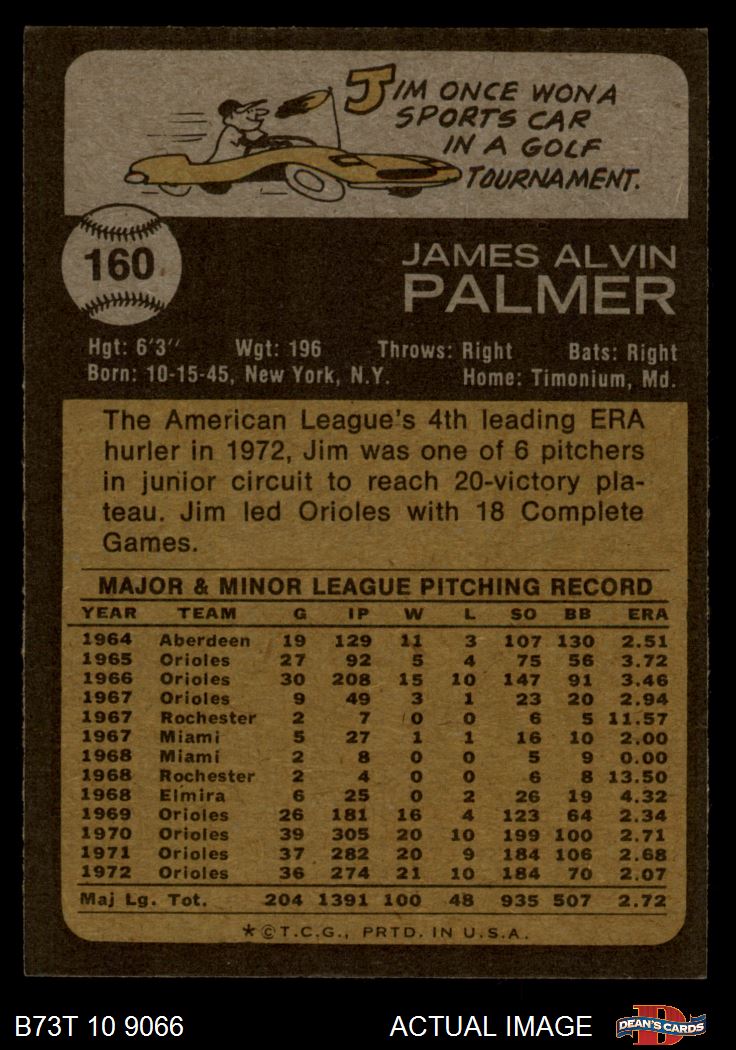 JIM ONCE WON A
SPORTS CAR
IN A GOLF
TOURNAMENT.
160
JAMES ALVIN
PALMER
Hgt: 6'3'' Wgt: 196 Throws: Right Bats: Right
Born: 10-15-45, New York, N.Y. Home: Timonium, Md.
The American League's 4th leading ERA
hurler in 1972, Jim was one of 6 pitchers
in junior circuit to reach 20-victory pla-
teau. Jim led Orioles with 18 Complete
Games.
MAJOR & MINOR LEAGUE PITCHING RECORD
YEAR TEAM G IP W L SO BB ERA
1964 Aberdeen 19 129 11 3 107 130 2.51
1965 Orioles 27 92 5 4 75 56 3.72
1966 Orioles 30 208 15 10 147 91 3.46
1967 Orioles 9 49 3 1 23 20 2.94
1967 Rochester 2 7 0 0 6 5 11.57
1967 Miami 5 27 1 1 16 10 2.00
1968 Miami 2 8 0 0 5 9 0.00
1968 Rochester 2 4 0 0 6 8 13.50
1968 Elmira 6 25 0 2 26 19 4.32
1969 Orioles 26 181 16 4 123 64 2.34
1970 Orioles 39 305 20 10 199 100 2.71
1971 Orioles 37 282 20 9 184 106 2.68
1972 Orioles 36 274 21 10 184 70 2.07
Maj Lg. Tot. 204 1391 100 48 935 507 2.72
*©T.C.G., PRTD. IN U.S.A.
B73T 10 9066 ACTUAL IMAGE D DEAN'S CARDS